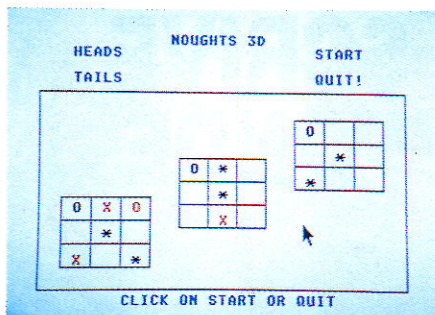 NOUGHTS 3D
HEADS START
TAILS QUIT!
O
*
*
O *
*
X
O X O
*
X *
CLICK ON START OR QUIT